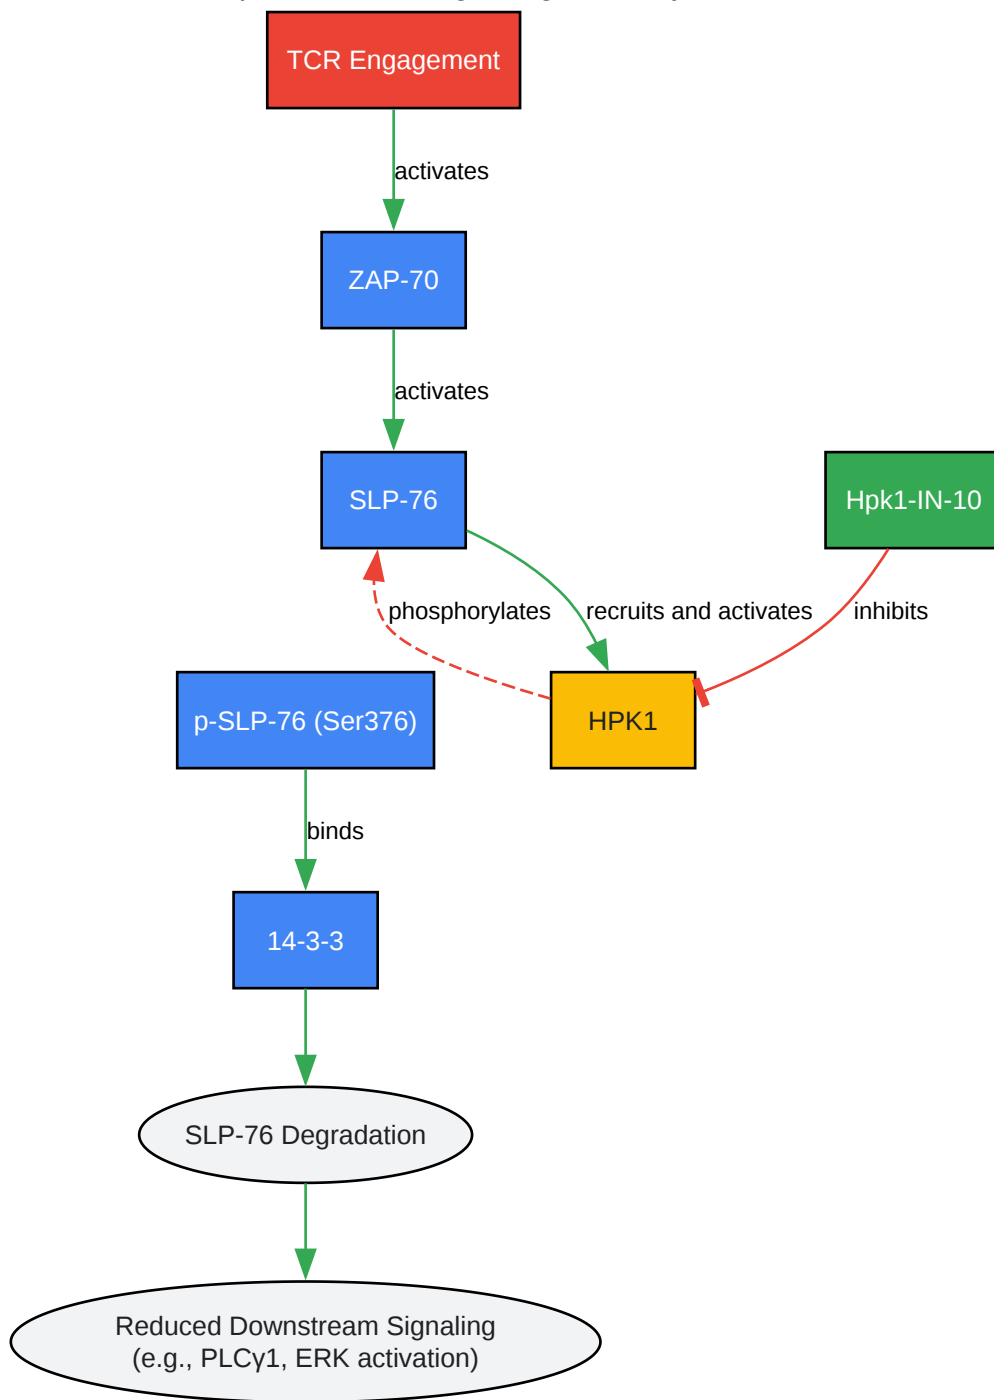 TCR Engagement
activates
ZAP-70
activates
SLP-76
Hpk1-IN-10
phosphorylates
recruits and activates
inhibits
p-SLP-76 (Ser376)
HPK1
binds
14-3-3
SLP-76 Degradation
Reduced Downstream Signaling
(e.g., PLCγ1, ERK activation)